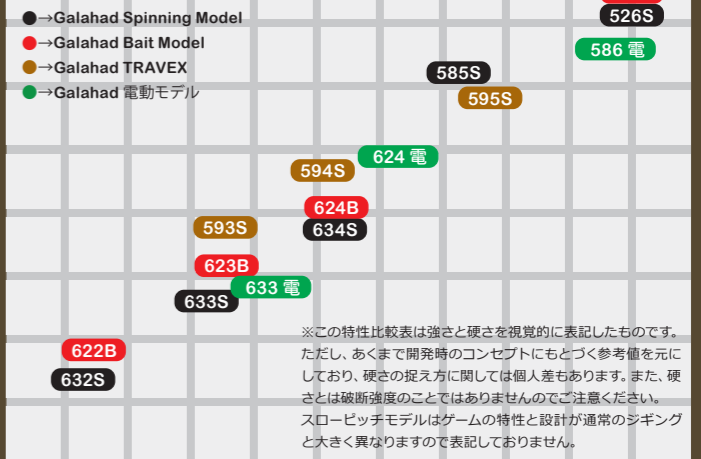 ●→Galahad Spinning Model
●→Galahad Bait Model
●→Galahad TRAVEX
●→Galahad 電動モデル
526S
586 電
585S
595S
624 電
594S
624B
634S
593S
623B
633 電
633S
622B
632S
※この特性比較表は強さと硬さを視覚的に表記したものです。
ただし、あくまで開発時のコンセプトにもとづく参考値を元に
しており、硬さの捉え方に関しては個人差もあります。また、硬
さとは破断強度のことではありませんのでご注意ください。
スローピッチモデルはゲームの特性と設計が通常のジギング
と大きく異なりますので表記しておりません。